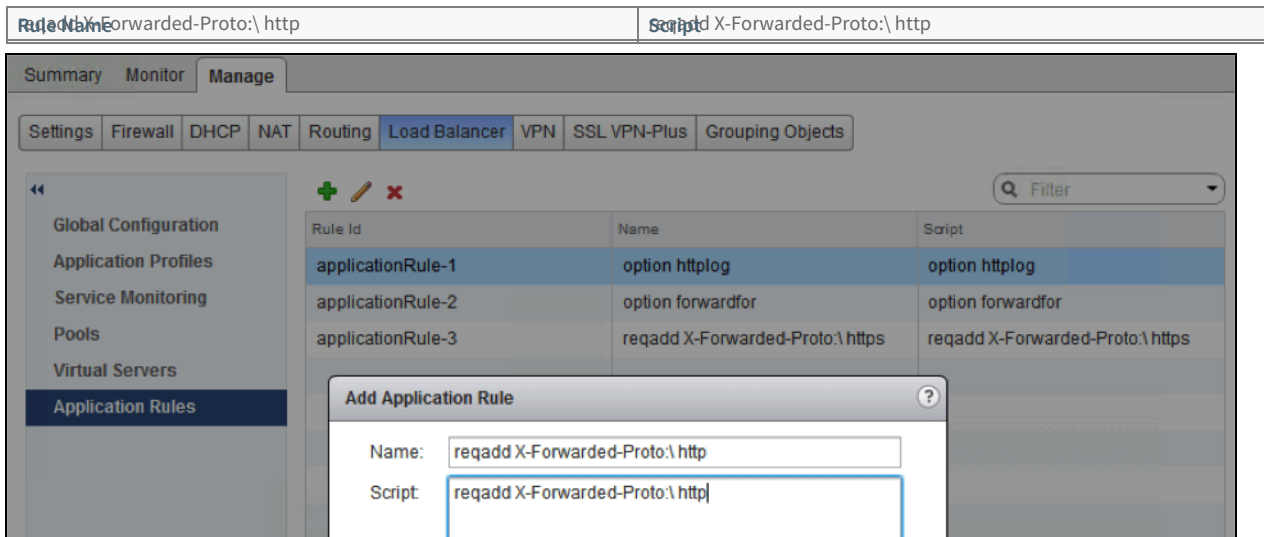 Rule Name Script
reqadd X-Forwarded-Proto:\ http reqadd X-Forwarded-Proto:\ http
Summary Monitor Manage
Settings Firewall DHCP NAT Routing Load Balancer VPN SSL VPN-Plus Grouping Objects
Filter
Global Configuration
Application Profiles
Service Monitoring
Pools
Virtual Servers
Application Rules
Rule Id Name Script
applicationRule-1 option httplog option httplog
applicationRule-2 option forwardfor option forwardfor
applicationRule-3 reqadd X-Forwarded-Proto:\ https reqadd X-Forwarded-Proto:\ https
Add Application Rule ?
Name: reqadd X-Forwarded-Proto:\ http
Script: reqadd X-Forwarded-Proto:\ http